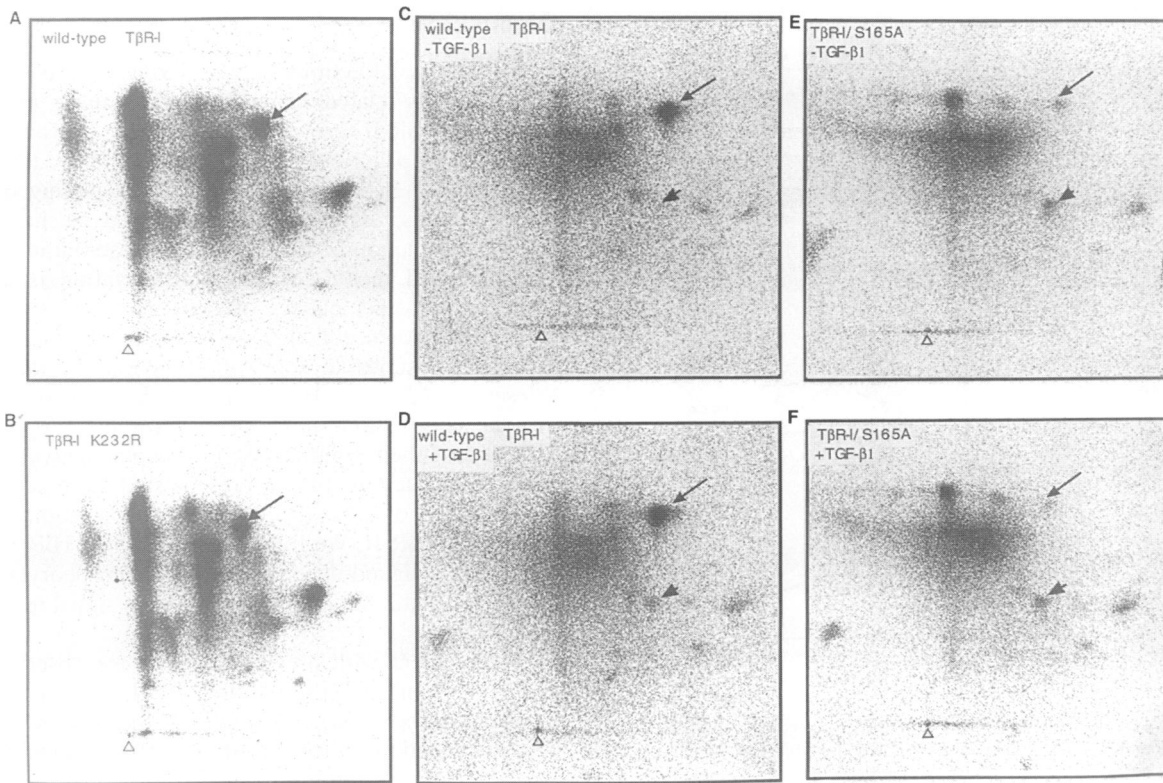 A
wild-type TβR-I
B
TβR-I K232R
C
wild-type TβR-I
-TGF-β1
D
wild-type TβR-I
+TGF-β1
E
TβR-I/ S165A
-TGF-β1
F
TβR-I/ S165A
+TGF-β1